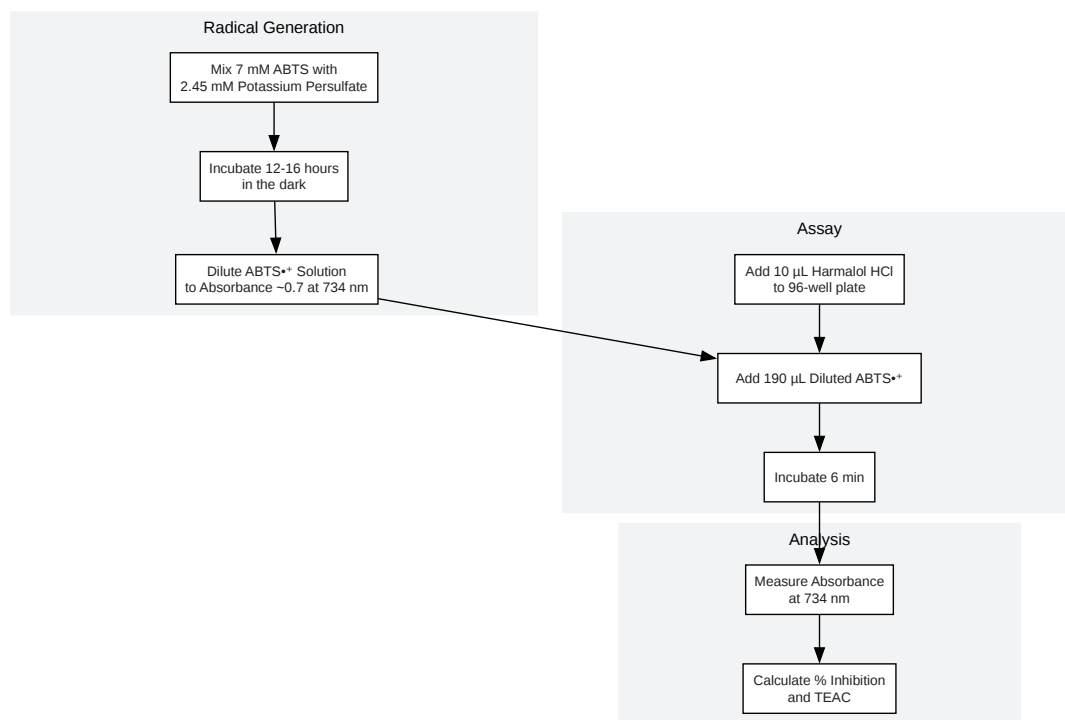 Radical Generation
Mix 7 mM ABTS with
2.45 mM Potassium Persulfate
Incubate 12-16 hours
in the dark
Dilute ABTS•⁺ Solution
to Absorbance ~0.7 at 734 nm
Assay
Add 10 µL Harmalol HCl
to 96-well plate
Add 190 µL Diluted ABTS•⁺
Incubate 6 min
Analysis
Measure Absorbance
at 734 nm
Calculate % Inhibition
and TEAC